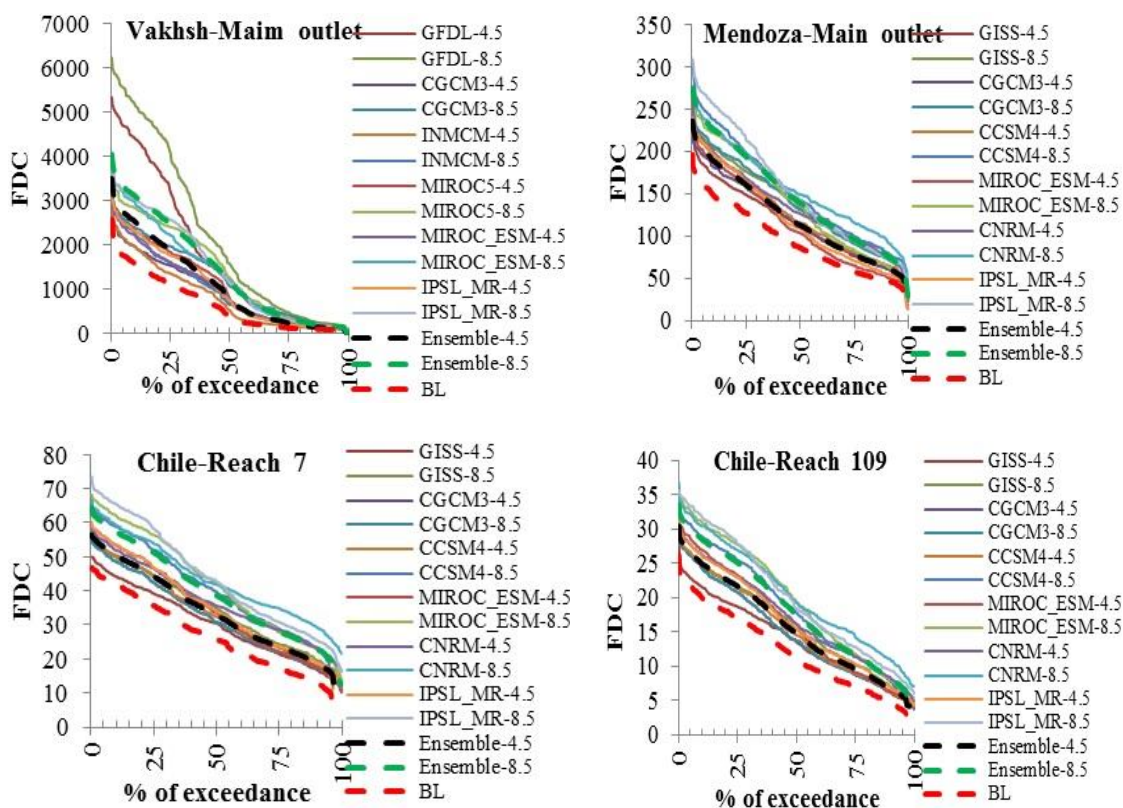 Vakhsh-Maim outlet
FDC
7000
6000
5000
4000
3000
2000
1000
0
0
25
50
75
100
% of exceedance
GFDL-4.5
GFDL-8.5
CGCM3-4.5
CGCM3-8.5
INMCM-4.5
INMCM-8.5
MIROC5-4.5
MIROC5-8.5
MIROC_ESM-4.5
MIROC_ESM-8.5
IPSL_MR-4.5
IPSL_MR-8.5
Ensemble-4.5
Ensemble-8.5
BL
Mendoza-Main outlet
FDC
350
300
250
200
150
100
50
0
0
25
50
75
100
% of exceedance
GISS-4.5
GISS-8.5
CGCM3-4.5
CGCM3-8.5
CCSM4-4.5
CCSM4-8.5
MIROC_ESM-4.5
MIROC_ESM-8.5
CNRM-4.5
CNRM-8.5
IPSL_MR-4.5
IPSL_MR-8.5
Ensemble-4.5
Ensemble-8.5
BL
Chile-Reach 7
FDC
80
70
60
50
40
30
20
10
0
0
25
50
75
100
% of exceedance
GISS-4.5
GISS-8.5
CGCM3-4.5
CGCM3-8.5
CCSM4-4.5
CCSM4-8.5
MIROC_ESM-4.5
MIROC_ESM-8.5
CNRM-4.5
CNRM-8.5
IPSL_MR-4.5
IPSL_MR-8.5
Ensemble-4.5
Ensemble-8.5
BL
Chile-Reach 109
FDC
40
35
30
25
20
15
10
5
0
0
25
50
75
100
% of exceedance
GISS-4.5
GISS-8.5
CGCM3-4.5
CGCM3-8.5
CCSM4-4.5
CCSM4-8.5
MIROC_ESM-4.5
MIROC_ESM-8.5
CNRM-4.5
CNRM-8.5
IPSL_MR-4.5
IPSL_MR-8.5
Ensemble-4.5
Ensemble-8.5
BL